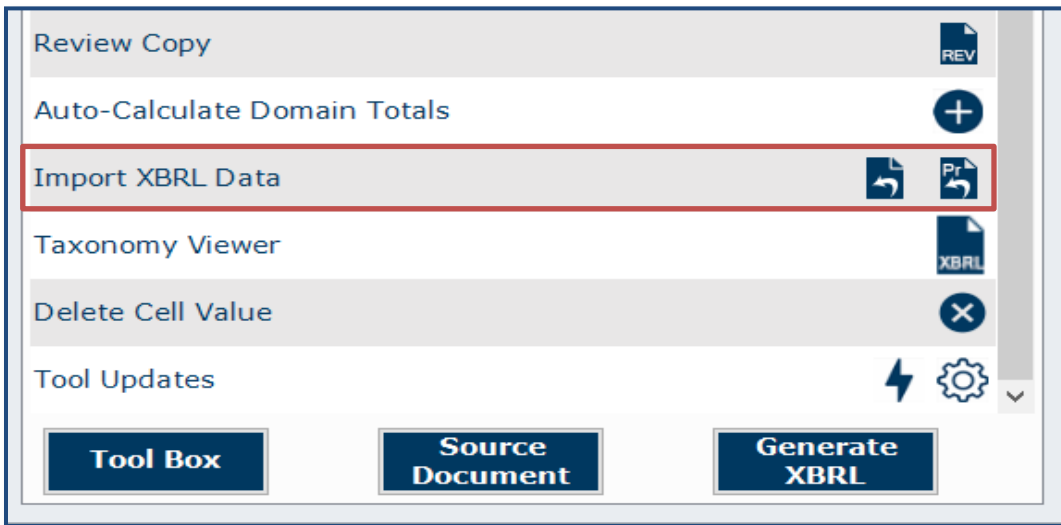 Review Copy
REV
Auto-Calculate Domain Totals
Import XBRL Data
Pr
Taxonomy Viewer
XBRL
Delete Cell Value
Tool Updates
Tool Box
Source
Document
Generate
XBRL